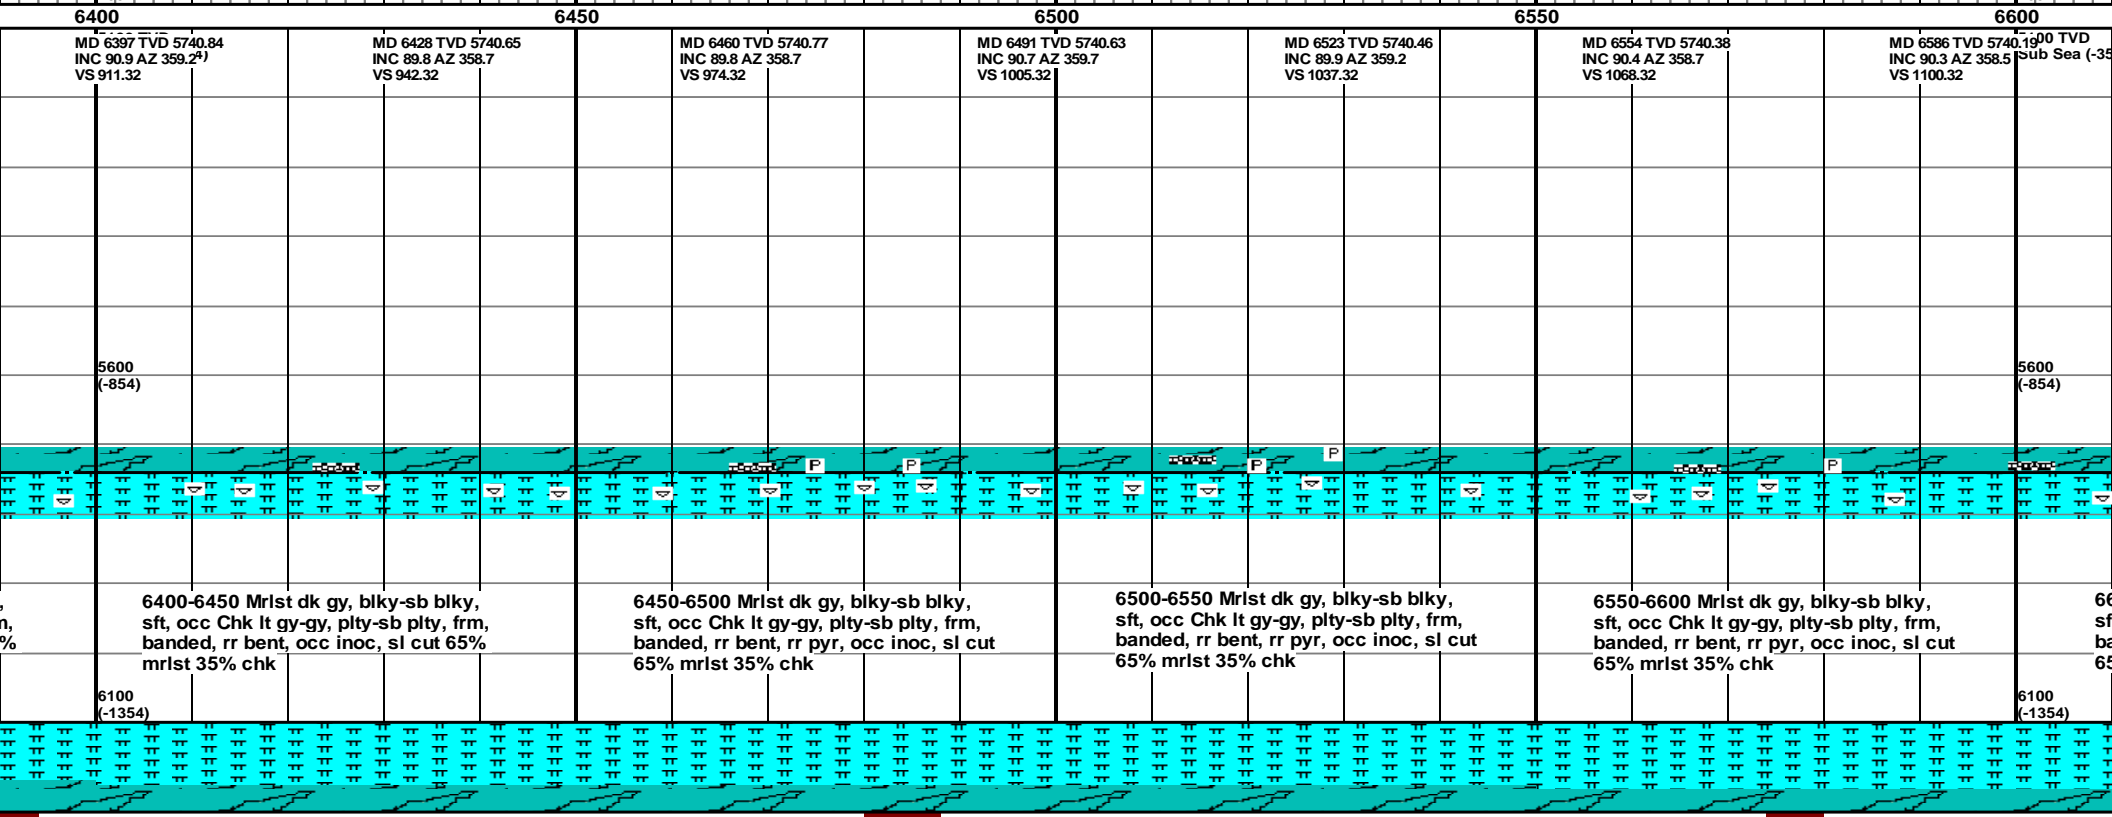 6400 6450 6500 6550 6600
MD 6397 TVD 5740.84
INC 90.9 AZ 359.2
VS 911.32
MD 6428 TVD 5740.65
INC 89.8 AZ 358.7
VS 942.32
MD 6460 TVD 5740.77
INC 89.8 AZ 358.7
VS 974.32
MD 6491 TVD 5740.63
INC 90.7 AZ 359.7
VS 1005.32
MD 6523 TVD 5740.46
INC 89.9 AZ 359.2
VS 1037.32
MD 6554 TVD 5740.38
INC 90.4 AZ 358.7
VS 1068.32
MD 6586 TVD 5740.19
INC 90.3 AZ 358.5
VS 1100.32
00 TVD
Sub Sea (-35
5600
(-854)
5600
(-854)
P
P
P
P
P
6400-6450 Mrlst dk gy, blky-sb blky,
sft, occ Chk lt gy-gy, plty-sb plty, frm,
banded, rr bent, occ inoc, sl cut 65%
mrlst 35% chk
6450-6500 Mrlst dk gy, blky-sb blky,
sft, occ Chk lt gy-gy, plty-sb plty, frm,
banded, rr bent, rr pyr, occ inoc, sl cut
65% mrlst 35% chk
6500-6550 Mrlst dk gy, blky-sb blky,
sft, occ Chk lt gy-gy, plty-sb plty, frm,
banded, rr bent, rr pyr, occ inoc, sl cut
65% mrlst 35% chk
6550-6600 Mrlst dk gy, blky-sb blky,
sft, occ Chk lt gy-gy, plty-sb plty, frm,
banded, rr bent, rr pyr, occ inoc, sl cut
65% mrlst 35% chk
6100
(-1354)
6100
(-1354)